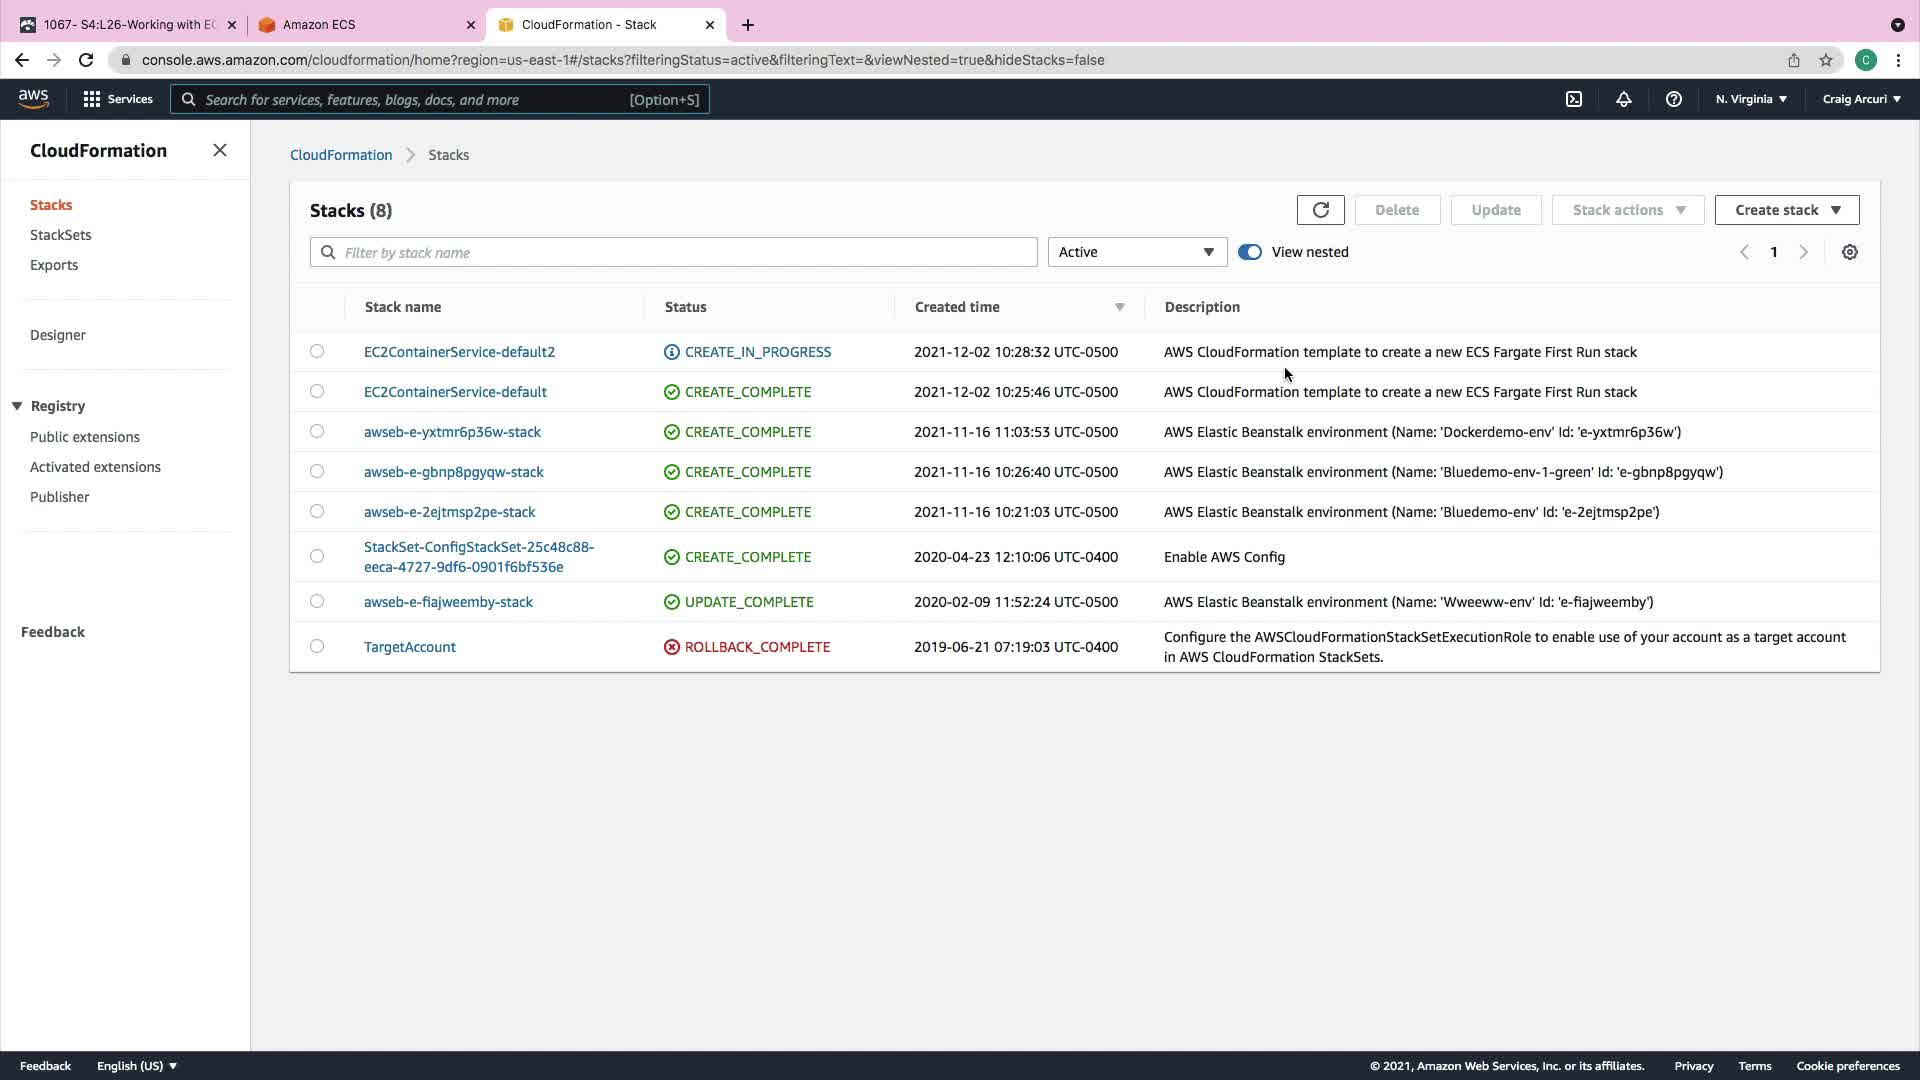 1067- S4:L26-Working with EC
Amazon ECS
CloudFormation - Stack
console.aws.amazon.com/cloudformation/home?region=us-east-1#/stacks?filteringStatus=active&filteringText=&viewNested=true&hideStacks=false
C
aws
Services
Search for services, features, blogs, docs, and more
[Option+S]
N. Virginia
Craig Arcuri
CloudFormation
Stacks
StackSets
Exports
Designer
Registry
Public extensions
Activated extensions
Publisher
Feedback
CloudFormation
Stacks
Stacks (8)
Delete
Update
Stack actions
Create stack
Filter by stack name
Active
View nested
1
Stack name
Status
Created time
Description
EC2ContainerService-default2
CREATE_IN_PROGRESS
2021-12-02 10:28:32 UTC-0500
AWS CloudFormation template to create a new ECS Fargate First Run stack
EC2ContainerService-default
CREATE_COMPLETE
2021-12-02 10:25:46 UTC-0500
AWS CloudFormation template to create a new ECS Fargate First Run stack
awseb-e-yxtmr6p36w-stack
CREATE_COMPLETE
2021-11-16 11:03:53 UTC-0500
AWS Elastic Beanstalk environment (Name: 'Dockerdemo-env' Id: 'e-yxtmr6p36w')
awseb-e-gbnp8pgyqw-stack
CREATE_COMPLETE
2021-11-16 10:26:40 UTC-0500
AWS Elastic Beanstalk environment (Name: 'Bluedemo-env-1-green' Id: 'e-gbnp8pgyqw')
awseb-e-2ejtmsp2pe-stack
CREATE_COMPLETE
2021-11-16 10:21:03 UTC-0500
AWS Elastic Beanstalk environment (Name: 'Bluedemo-env' Id: 'e-2ejtmsp2pe')
StackSet-ConfigStackSet-25c48c88-
eeca-4727-9df6-0901f6bf536e
CREATE_COMPLETE
2020-04-23 12:10:06 UTC-0400
Enable AWS Config
awseb-e-fiajweemby-stack
UPDATE_COMPLETE
2020-02-09 11:52:24 UTC-0500
AWS Elastic Beanstalk environment (Name: 'Wweeww-env' Id: 'e-fiajweemby')
TargetAccount
ROLLBACK_COMPLETE
2019-06-21 07:19:03 UTC-0400
Configure the AWSCloudFormationStackSetExecutionRole to enable use of your account as a target account
in AWS CloudFormation StackSets.
Feedback
English (US)
© 2021, Amazon Web Services, Inc. or its affiliates.
Privacy
Terms
Cookie preferences